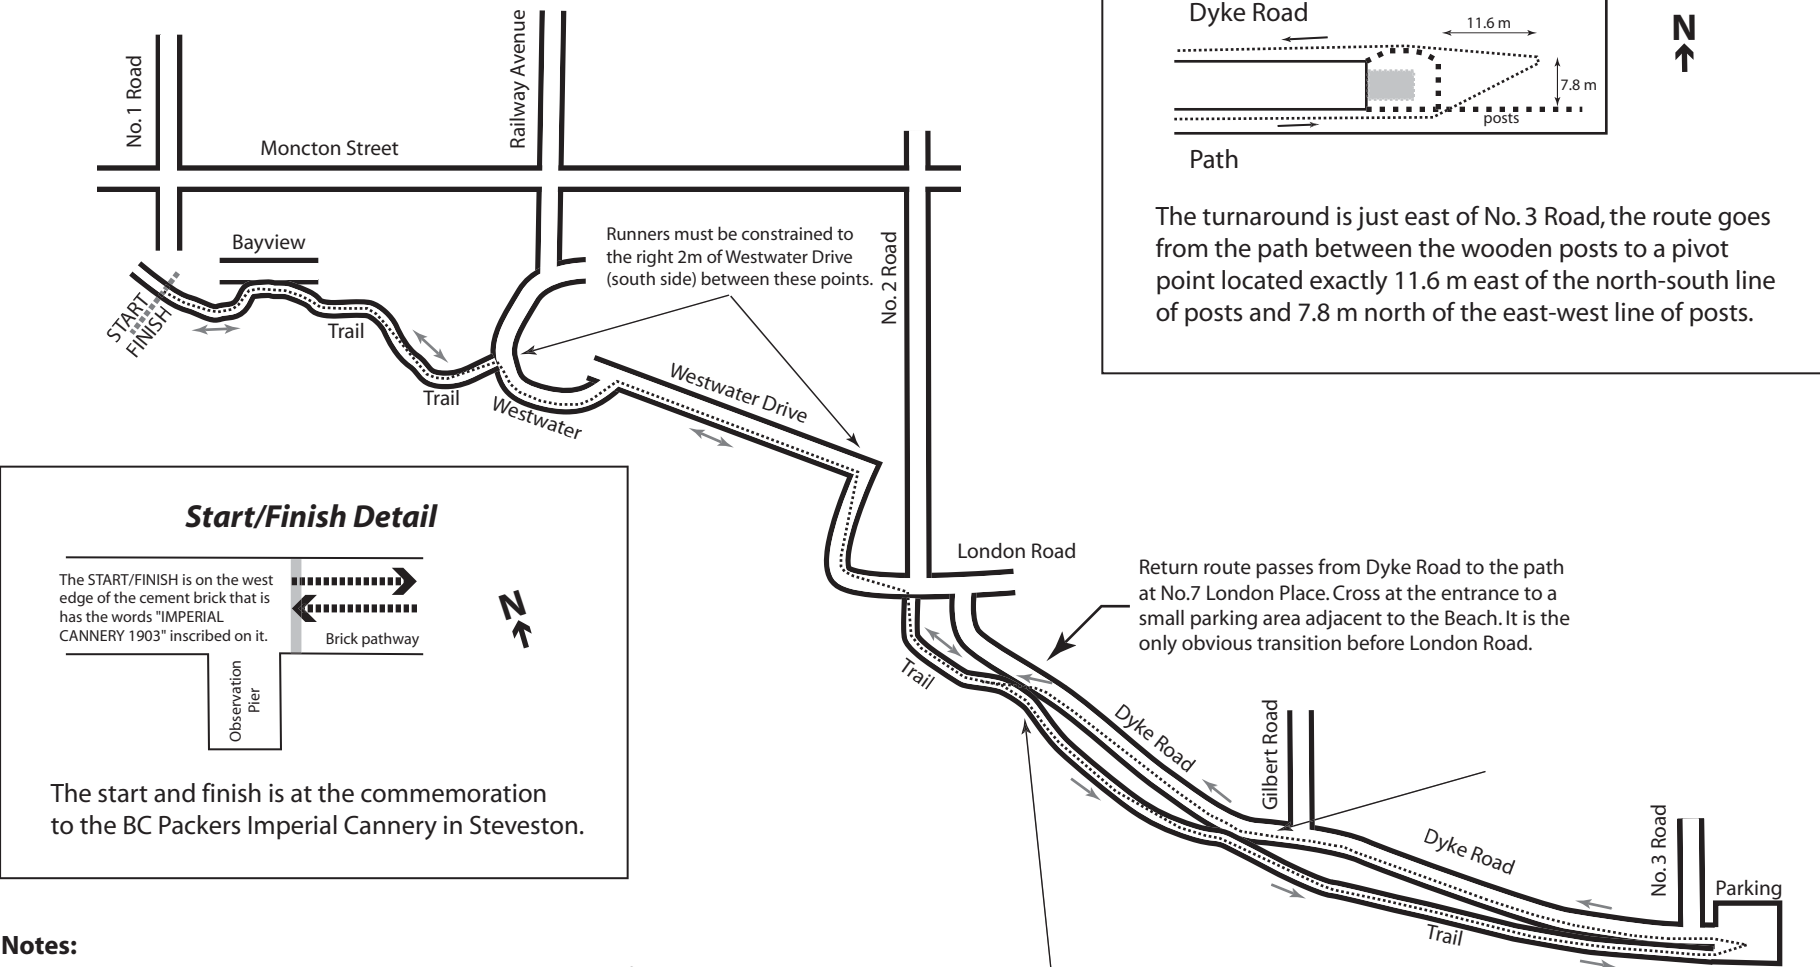 Dyke Road
11.6 m
N
7.8 m
posts
Path
The turnaround is just east of No. 3 Road, the route goes
from the path between the wooden posts to a pivot
point located exactly 11.6 m east of the north-south line
of posts and 7.8 m north of the east-west line of posts.
No. 1 Road
Railway Avenue
Moncton Street
Bayview
Runners must be constrained to
the right 2m of Westwater Drive
(south side) between these points.
No. 2 Road
START
FINISH
Trail
Trail
Westwater
Westwater Drive
Start/Finish Detail
The START/FINISH is on the west
edge of the cement brick that is
has the words "IMPERIAL
CANNERY 1903" inscribed on it.
Brick pathway
N
Observation
Pier
The start and finish is at the commemoration
to the BC Packers Imperial Cannery in Steveston.
London Road
Return route passes from Dyke Road to the path
at No.7 London Place. Cross at the entrance to a
small parking area adjacent to the Beach. It is the
only obvious transition before London Road.
Trail
Dyke Road
Gilbert Road
Dyke Road
No. 3 Road
Parking
Trail
Notes: